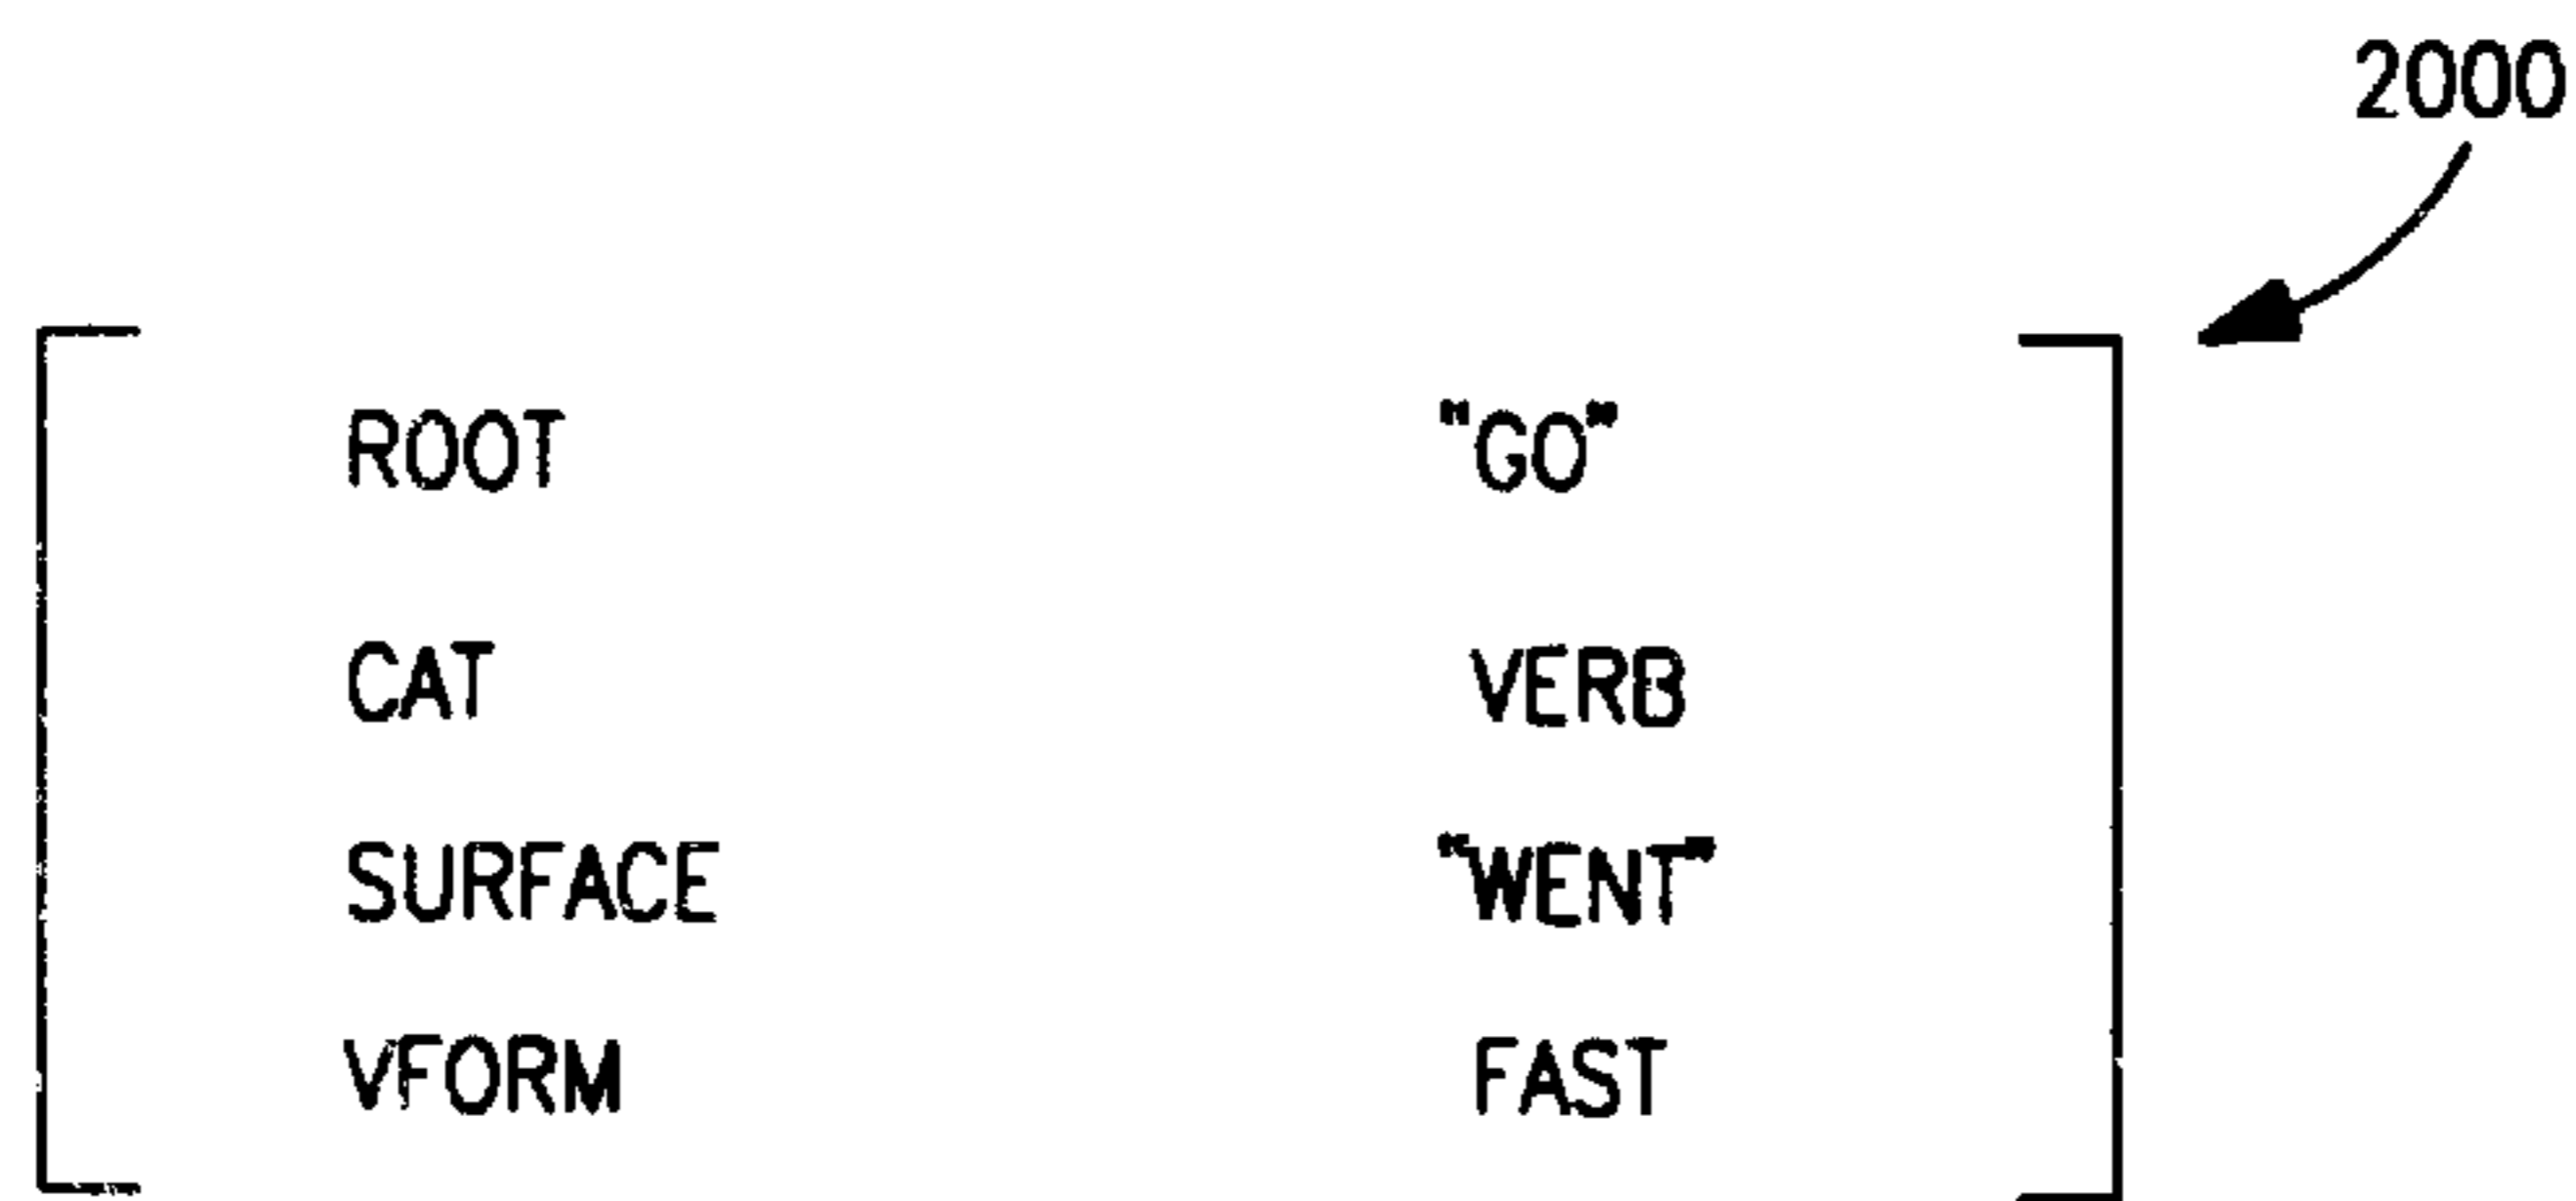 2000
ROOT "GO"
CAT VERB
SURFACE "WENT"
VFORM FAST